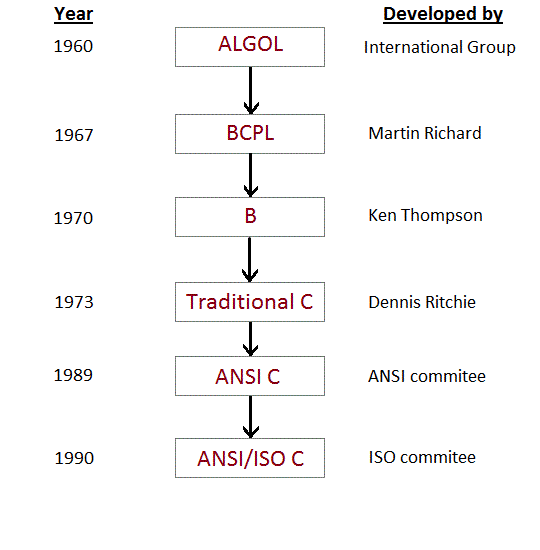 Year Developed by
1960 ALGOL International Group
1967 BCPL Martin Richard
1970 B Ken Thompson
1973 Traditional C Dennis Ritchie
1989 ANSI C ANSI commitee
1990 ANSI/ISO C ISO commitee